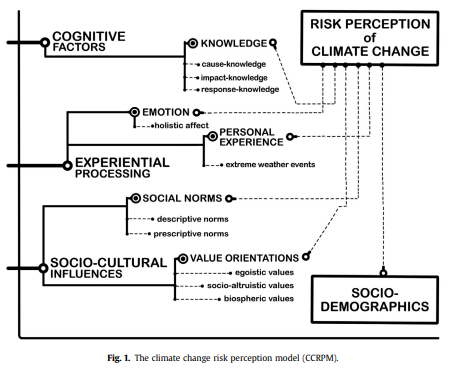 COGNITIVE
FACTORS
KNOWLEDGE
cause-knowledge
impact-knowledge
response-knowledge
RISK PERCEPTION
of
CLIMATE CHANGE
EMOTION
holistic affect
PERSONAL
EXPERIENCE
extreme weather events
EXPERIENTIAL
PROCESSING
SOCIAL NORMS
descriptive norms
prescriptive norms
SOCIO-CULTURAL
INFLUENCES
VALUE ORIENTATIONS
egoistic values
socio-altruistic values
biospheric values
SOCIO-
DEMOGRAPHICS
Fig. 1. The climate change risk perception model (CCRPM).